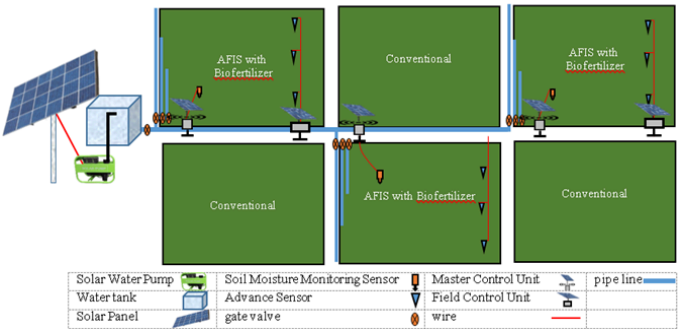 AFIS with
Biofertilizer
Conventional
AFIS with
Biofertilizer
Conventional
AFIS with Biofertilizer
Conventional
Solar Water Pump
Soil Moisture Monitoring Sensor
Master Control Unit
pipe line
Water tank
Advance Sensor
Field Control Unit
Solar Panel
gate valve
wire